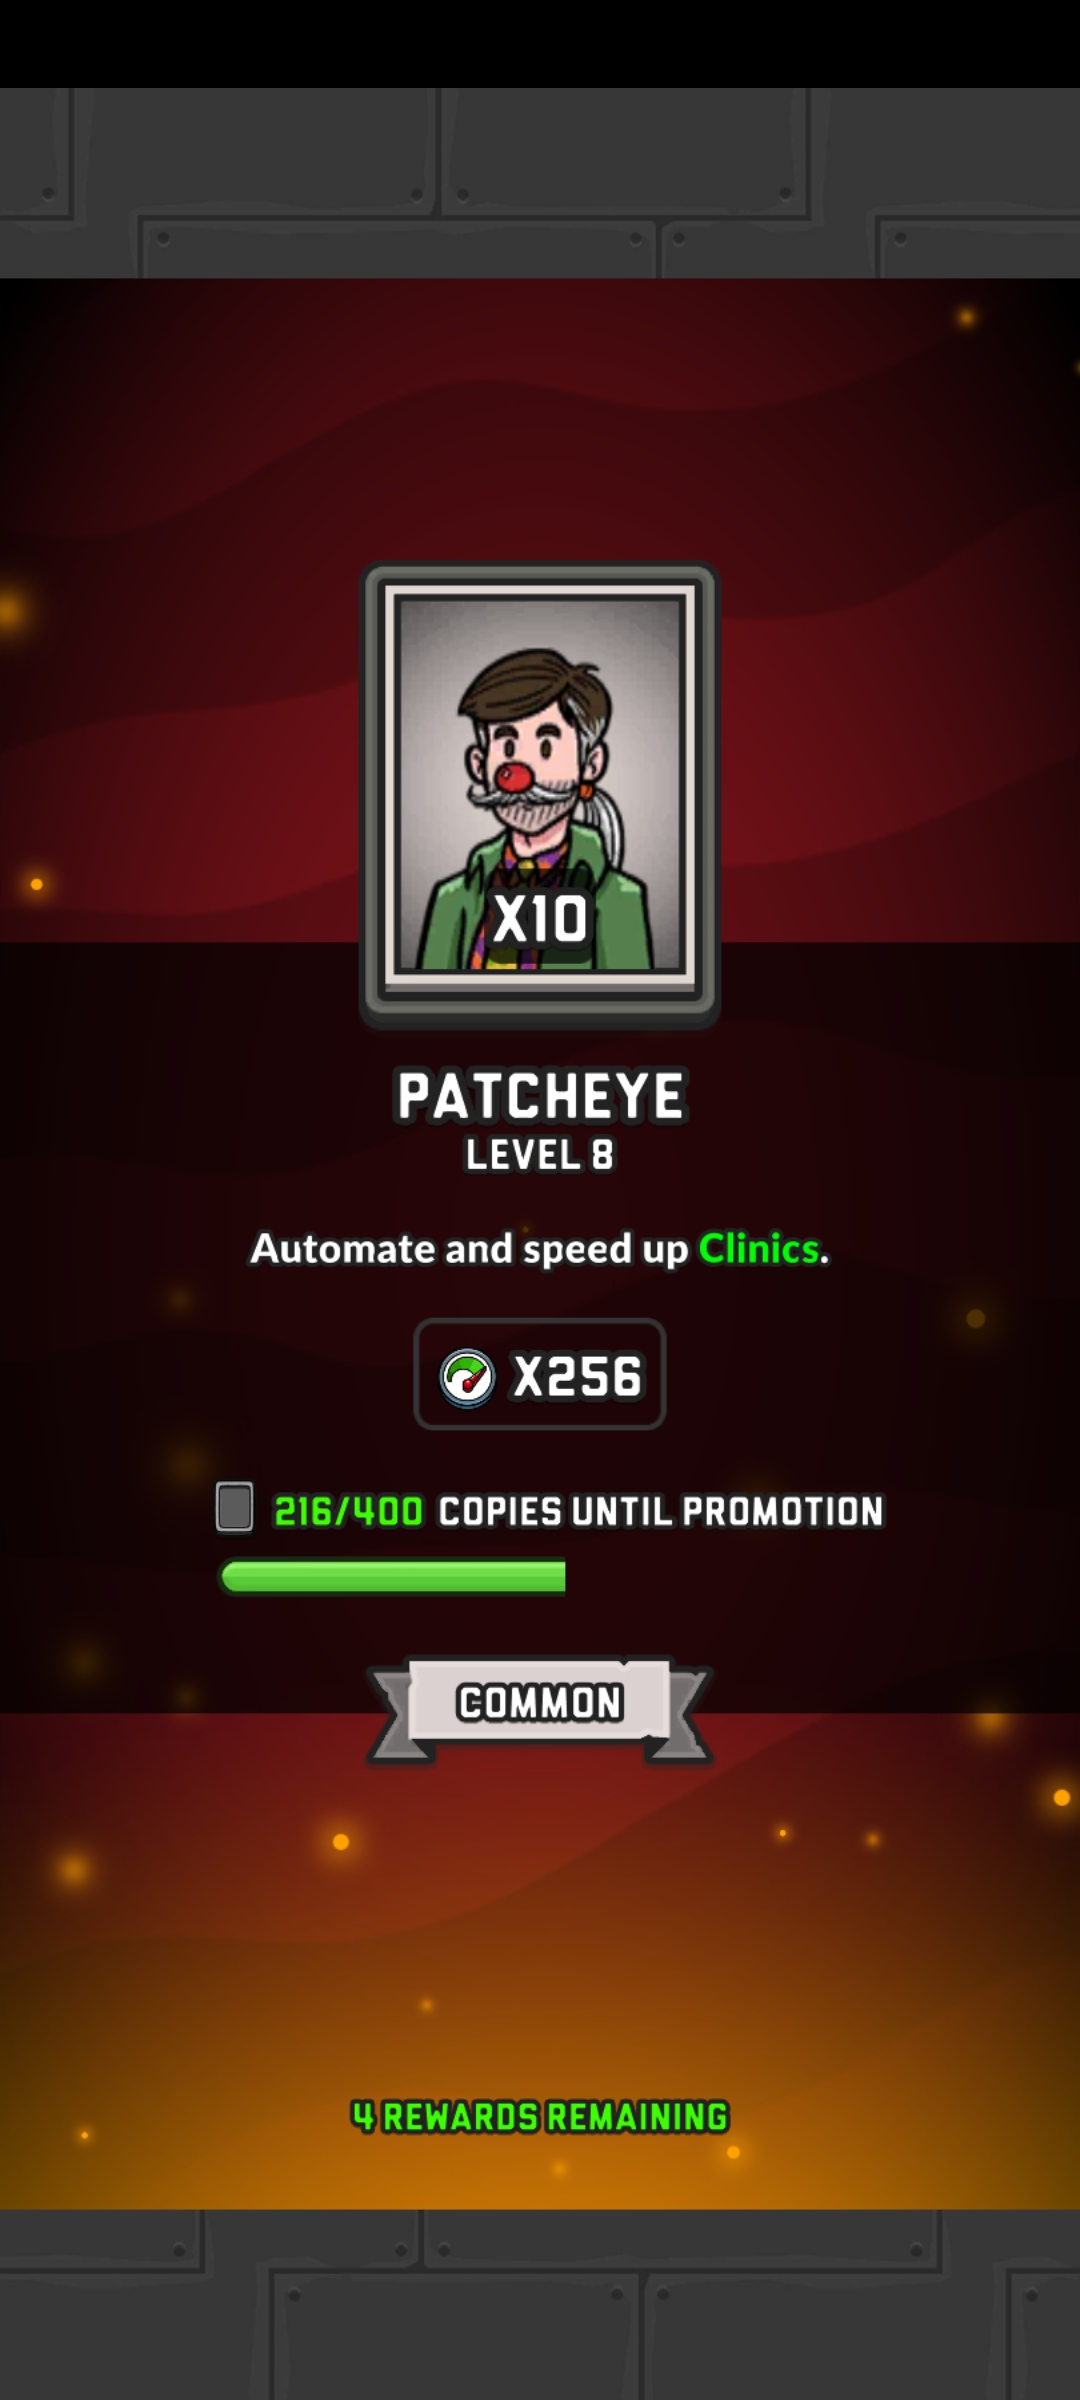 X10
PATCHEYE
LEVEL 8
Automate and speed up Clinics.
X256
216/400 COPIES UNTIL PROMOTION
COMMON
4 REWARDS REMAINING